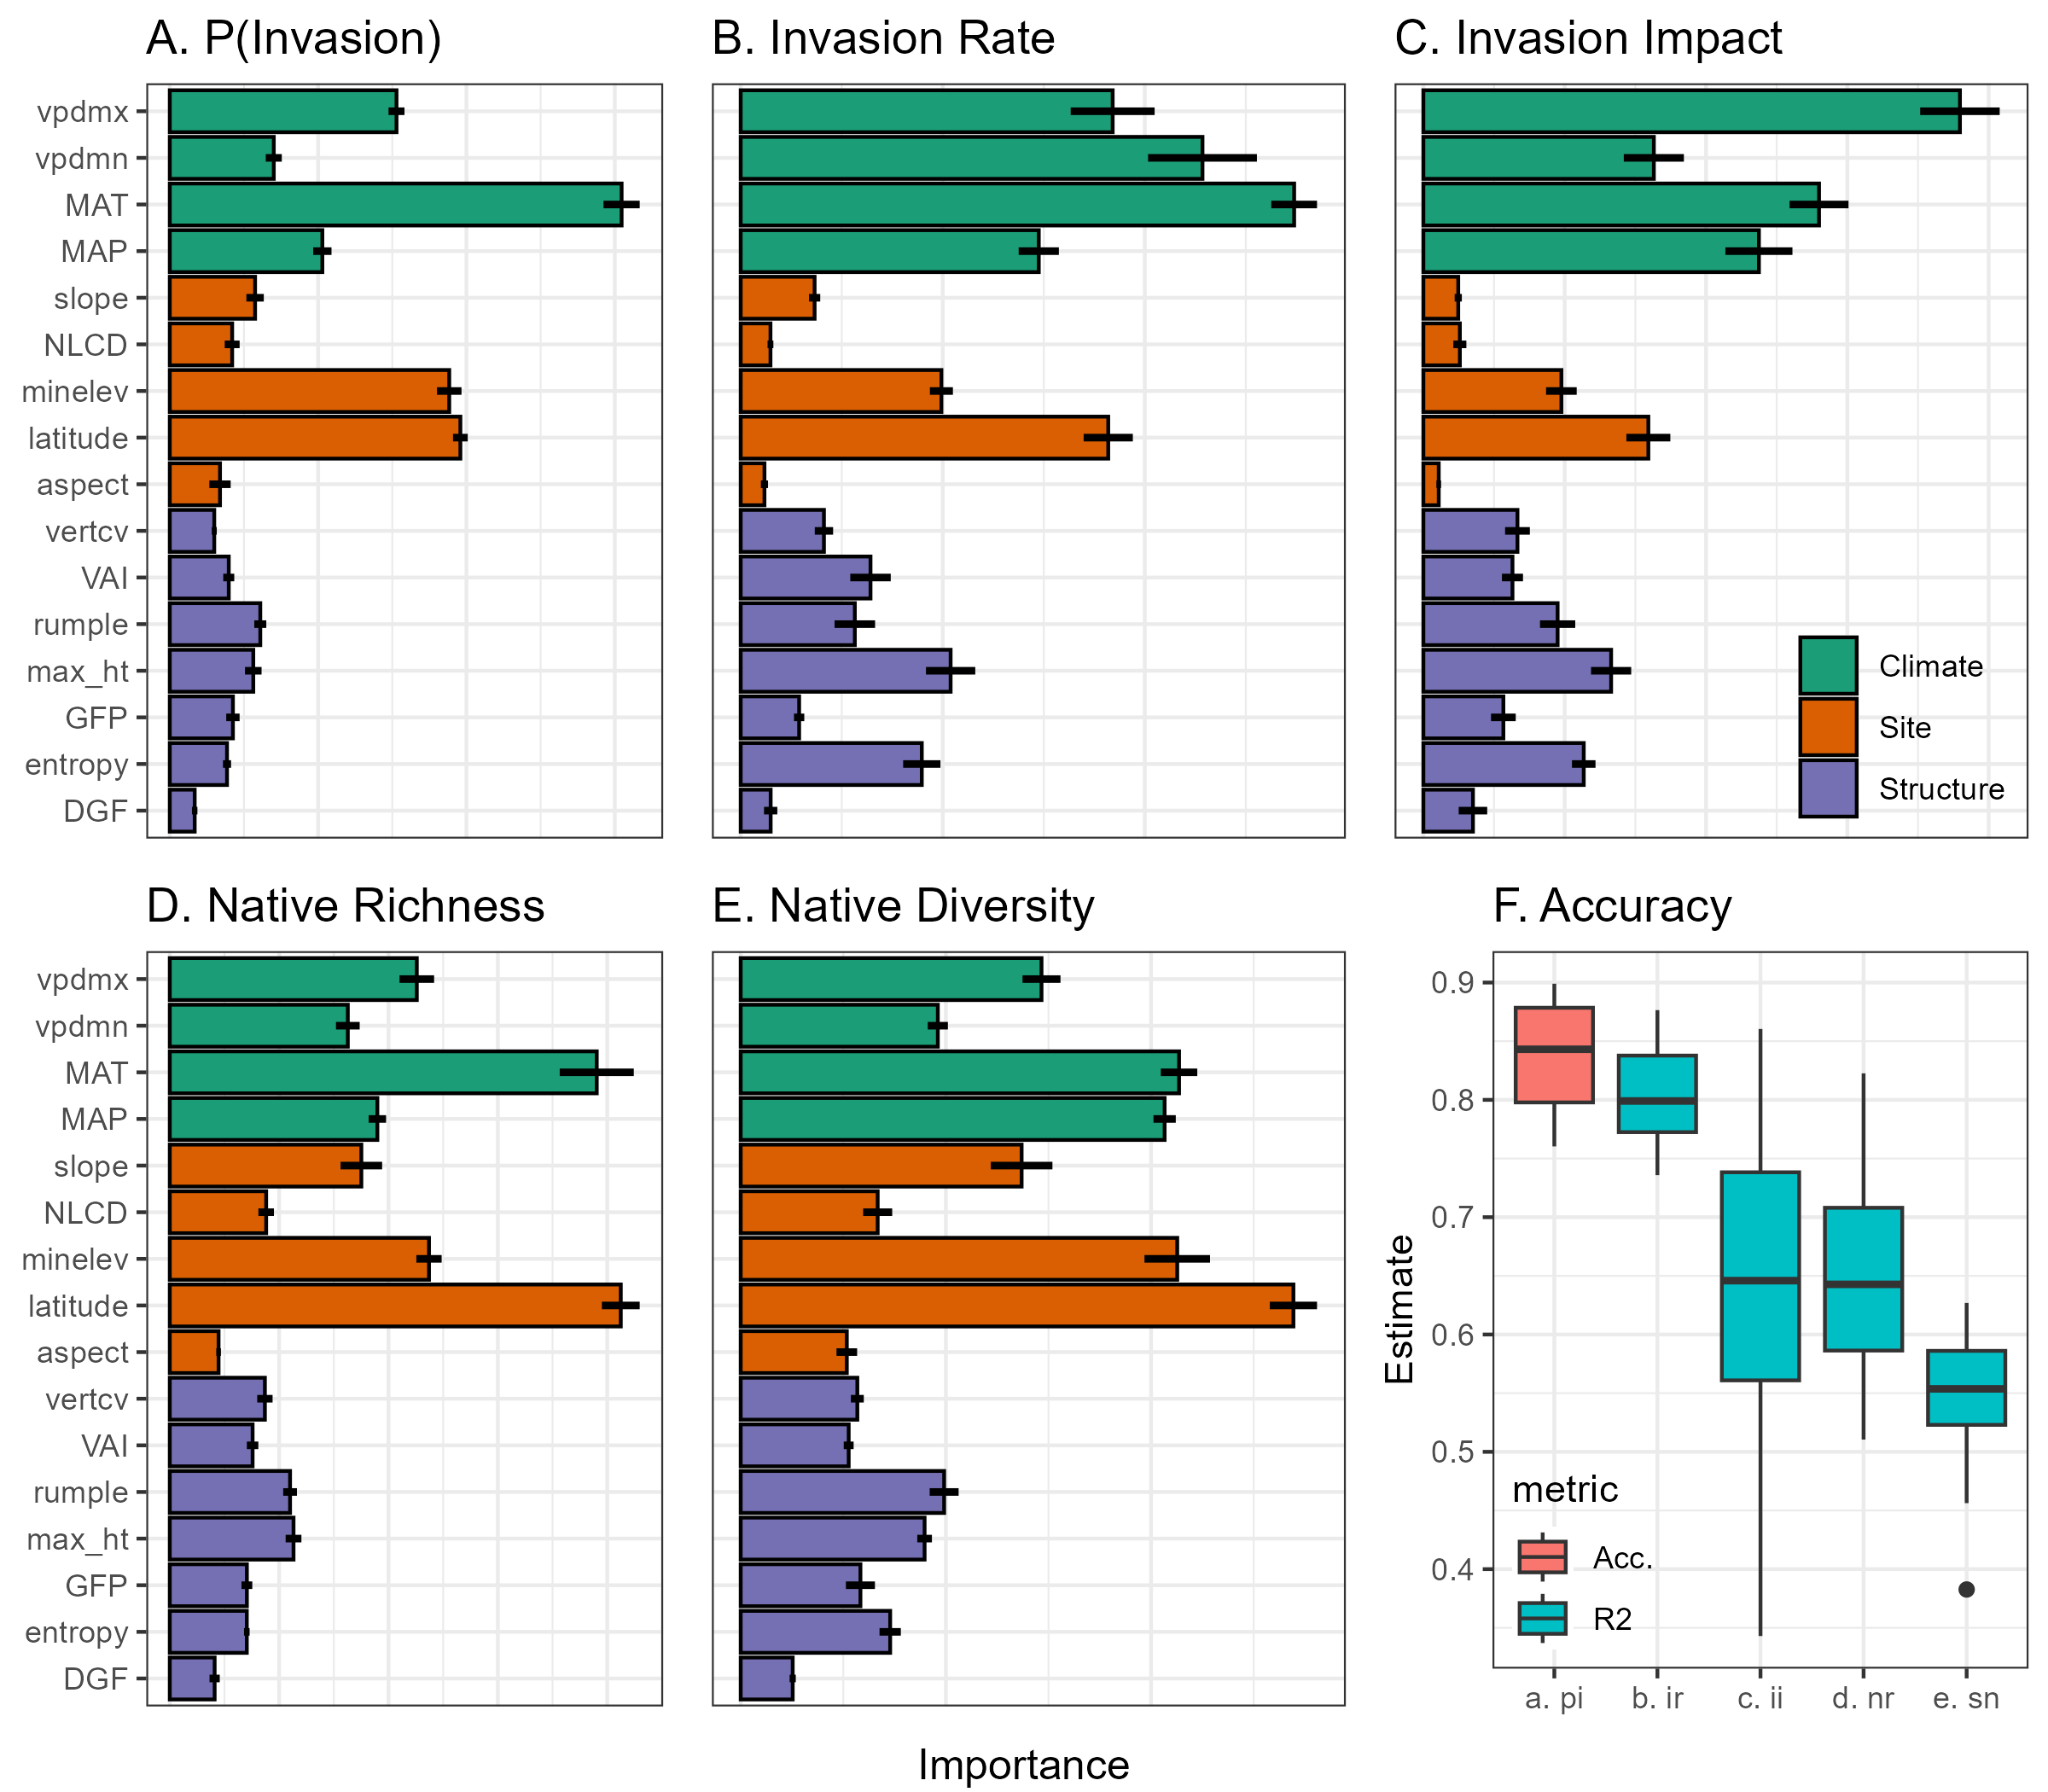 A. P(Invasion)
B. Invasion Rate
C. Invasion Impact
vpdmx
vpdmn
MAT
MAP
slope
NLCD
minelev
latitude
aspect
vertcv
VAI
rumple
max_ht
GFP
entropy
DGF
Climate
Site
Structure
D. Native Richness
E. Native Diversity
F. Accuracy
vpdmx
vpdmn
MAT
MAP
slope
NLCD
minelev
latitude
aspect
vertcv
VAI
rumple
max_ht
GFP
entropy
DGF
Importance
Estimate
0.9
0.8
0.7
0.6
0.5
0.4
metric
Acc.
R2
a. pi b. ir c. ii d. nr e. sn